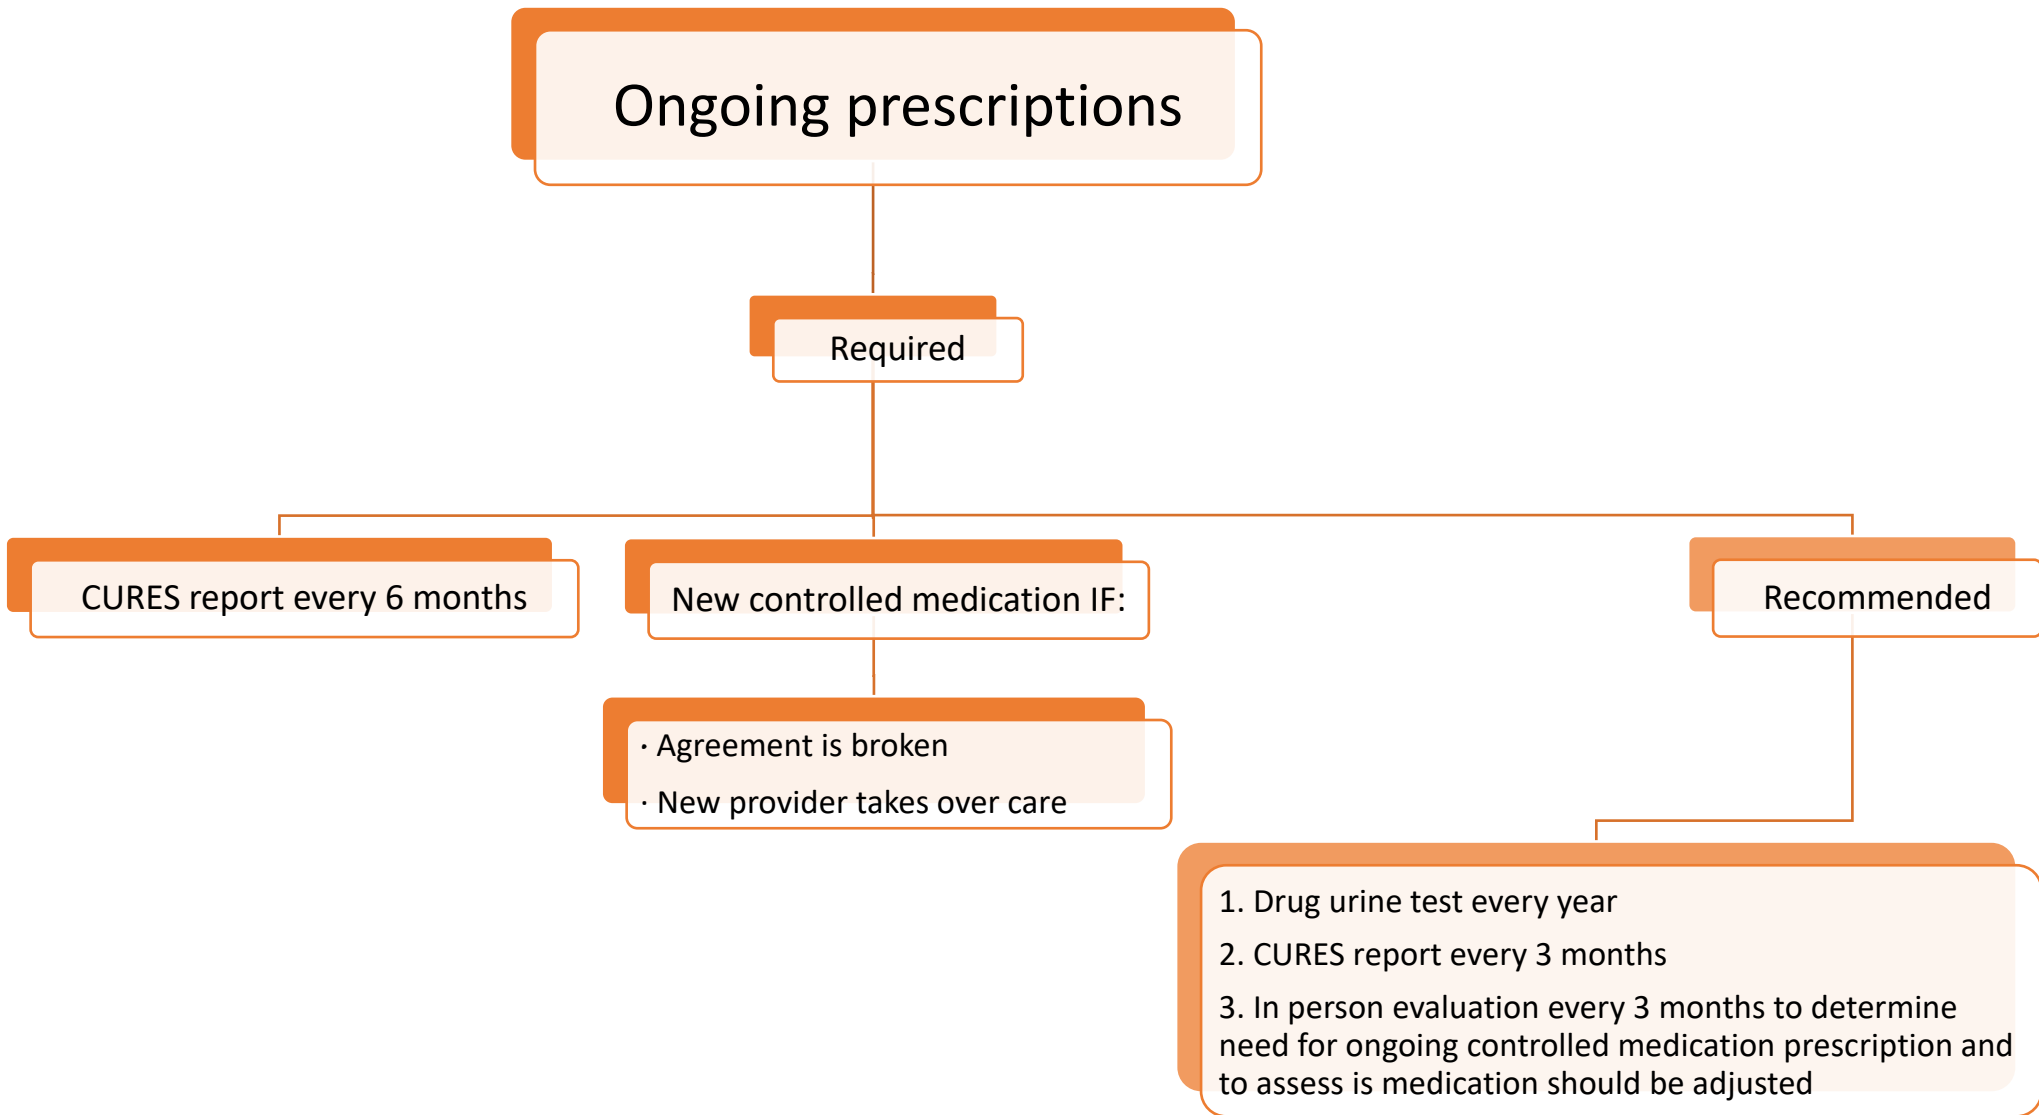 Ongoing prescriptions
Required
CURES report every 6 months
New controlled medication IF:
· Agreement is broken
· New provider takes over care
Recommended
1. Drug urine test every year
2. CURES report every 3 months
3. In person evaluation every 3 months to determine
need for ongoing controlled medication prescription and
to assess is medication should be adjusted